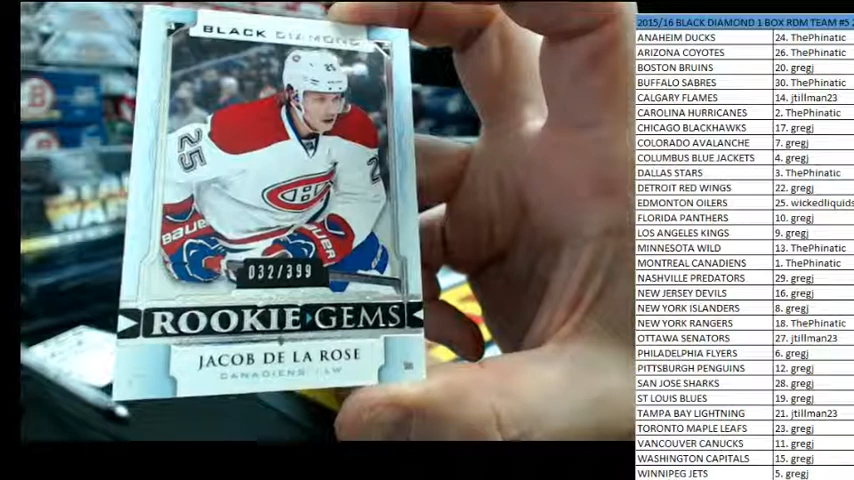 BLACK DIAMOND
25
25
BAUER
BAUER
032/399
ROOKIE GEMS
JACOB DE LA ROSE
CANADIENS | LW
2015/16 BLACK DIAMOND 1 BOX RDM TEAM #5 2
ANAHEIM DUCKS 24. ThePhinatic
ARIZONA COYOTES 26. ThePhinatic
BOSTON BRUINS 20. gregj
BUFFALO SABRES 30. ThePhinatic
CALGARY FLAMES 14. jtillman23
CAROLINA HURRICANES 2. ThePhinatic
CHICAGO BLACKHAWKS 17. gregj
COLORADO AVALANCHE 7. gregj
COLUMBUS BLUE JACKETS 4. gregj
DALLAS STARS 3. ThePhinatic
DETROIT RED WINGS 22. gregj
EDMONTON OILERS 25. wickedliquids
FLORIDA PANTHERS 10. gregj
LOS ANGELES KINGS 9. gregj
MINNESOTA WILD 13. ThePhinatic
MONTREAL CANADIENS 1. ThePhinatic
NASHVILLE PREDATORS 29. gregj
NEW JERSEY DEVILS 16. gregj
NEW YORK ISLANDERS 8. gregj
NEW YORK RANGERS 18. ThePhinatic
OTTAWA SENATORS 27. jtillman23
PHILADELPHIA FLYERS 6. gregj
PITTSBURGH PENGUINS 12. gregj
SAN JOSE SHARKS 28. gregj
ST LOUIS BLUES 19. gregj
TAMPA BAY LIGHTNING 21. jtillman23
TORONTO MAPLE LEAFS 23. gregj
VANCOUVER CANUCKS 11. gregj
WASHINGTON CAPITALS 15. gregj
WINNIPEG JETS 5. gregj